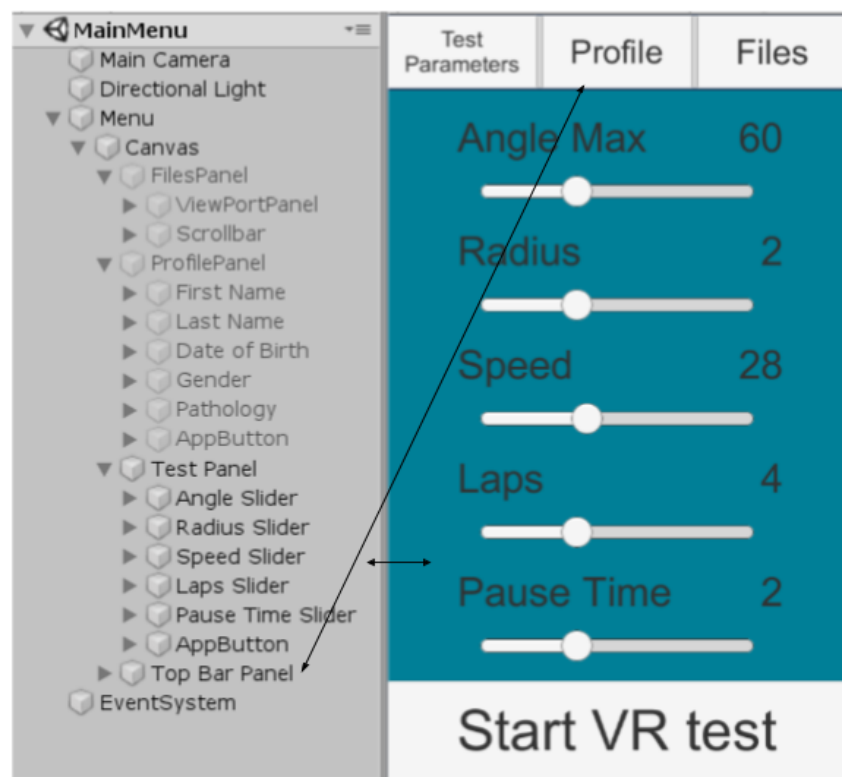 MainMenu
Main Camera
Directional Light
Menu
Canvas
FilesPanel
ViewPortPanel
Scrollbar
ProfilePanel
First Name
Last Name
Date of Birth
Gender
Pathology
AppButton
Test Panel
Angle Slider
Radius Slider
Speed Slider
Laps Slider
Pause Time Slider
AppButton
Top Bar Panel
EventSystem
Test
Parameters
Profile
Files
Angle Max 60
Radius 2
Speed 28
Laps 4
Pause Time 2
Start VR test